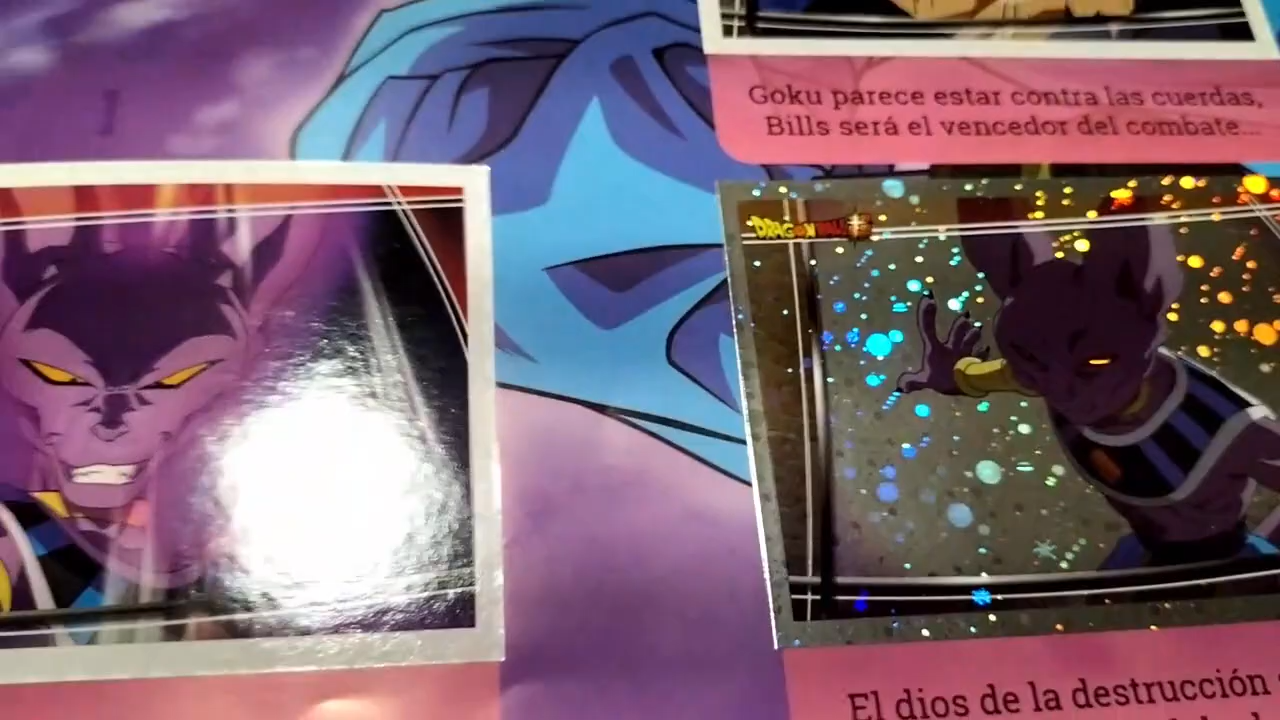 Goku parece estar contra las cuerdas,
Bills será el vencedor del combate...
DRAGON BALL
El dios de la destrucción